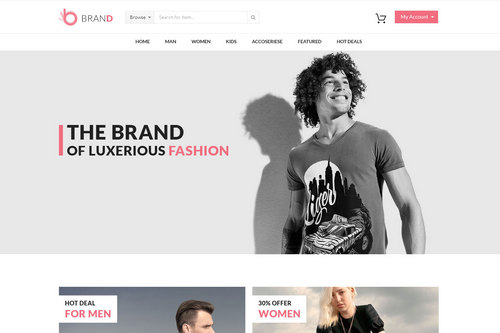 BRAND
Browse
Search for Item...
My Account
HOME MAN WOMEN KIDS ACCOSERIESE FEATURED HOT DEALS
THE BRAND
OF LUXERIOUS FASHION
HOT DEAL
FOR MEN
30% OFFER
WOMEN